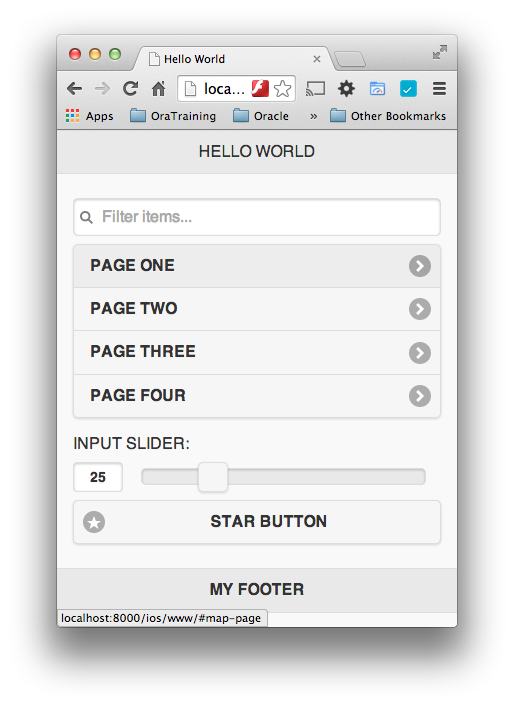 Hello World
loca...
Apps OraTraining Oracle » Other Bookmarks
HELLO WORLD
Filter items...
PAGE ONE
PAGE TWO
PAGE THREE
PAGE FOUR
INPUT SLIDER:
25
STAR BUTTON
MY FOOTER
localhost:8000/ios/www/#map-page